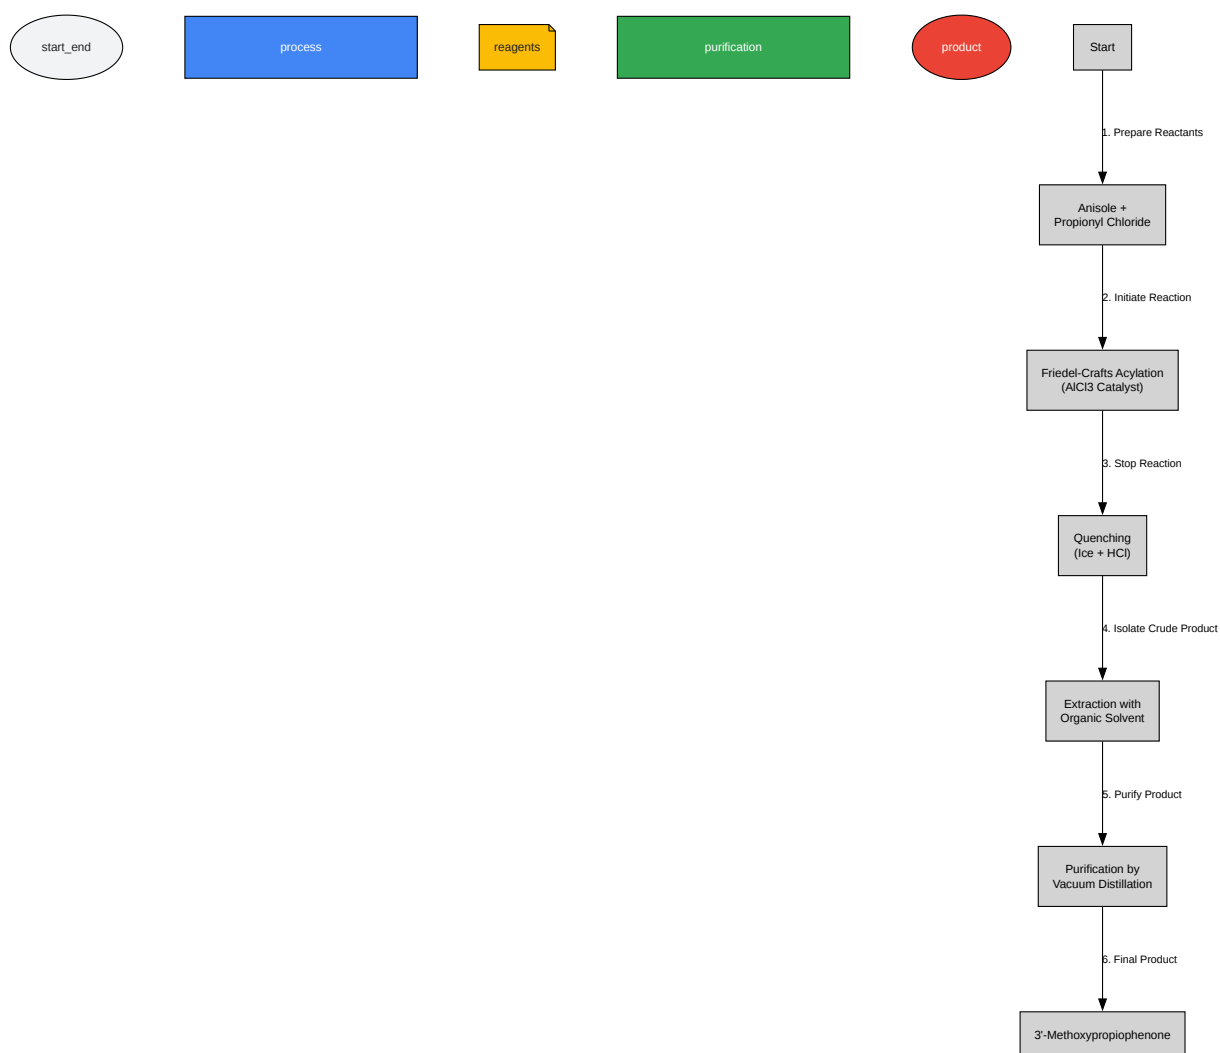 start_end
process
reagents
purification
product
Start
1. Prepare Reactants
Anisole +
Propionyl Chloride
2. Initiate Reaction
Friedel-Crafts Acylation
(AlCl3 Catalyst)
3. Stop Reaction
Quenching
(Ice + HCl)
4. Isolate Crude Product
Extraction with
Organic Solvent
5. Purify Product
Purification by
Vacuum Distillation
6. Final Product
3'-Methoxypropiophenone